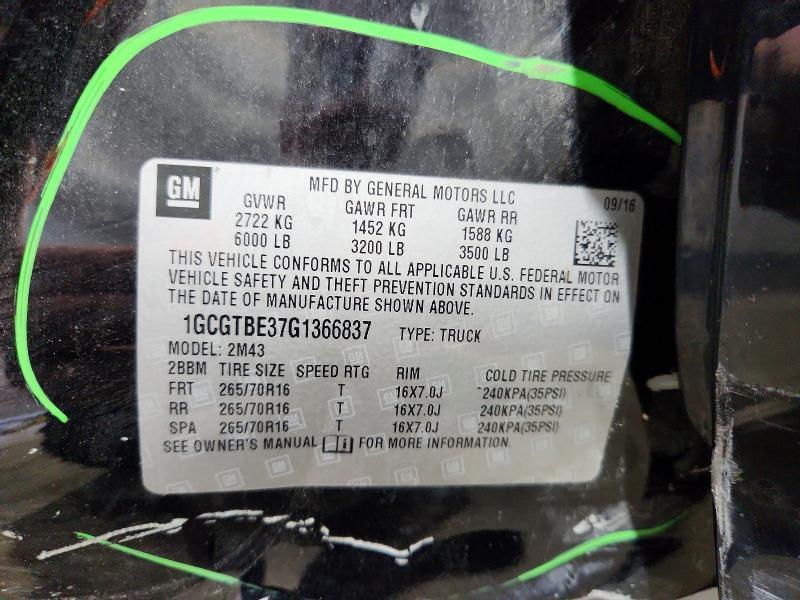 GM
MFD BY GENERAL MOTORS LLC
09/16
GVWR GAWR FRT GAWR RR
2722 KG 1452 KG 1588 KG
6000 LB 3200 LB 3500 LB
THIS VEHICLE CONFORMS TO ALL APPLICABLE U.S. FEDERAL MOTOR
VEHICLE SAFETY AND THEFT PREVENTION STANDARDS IN EFFECT ON
THE DATE OF MANUFACTURE SHOWN ABOVE.
1GCGTBE37G1366837 TYPE: TRUCK
MODEL: 2M43
2BBM TIRE SIZE SPEED RTG RIM COLD TIRE PRESSURE
FRT 265/70R16 T 16X7.0J 240KPA(35PSI)
RR 265/70R16 T 16X7.0J 240KPA(35PSI)
SPA 265/70R16 T 16X7.0J 240KPA(35PSI)
SEE OWNER'S MANUAL i FOR MORE INFORMATION.